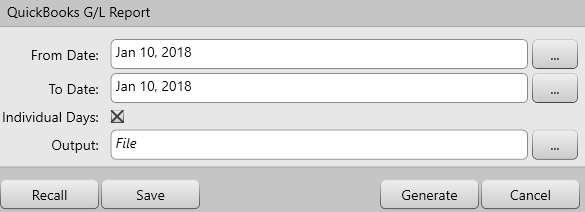 QuickBooks G/L Report
From Date: Jan 10, 2018 ...
To Date: Jan 10, 2018 ...
Individual Days:
Output: File ...
Recall Save Generate Cancel